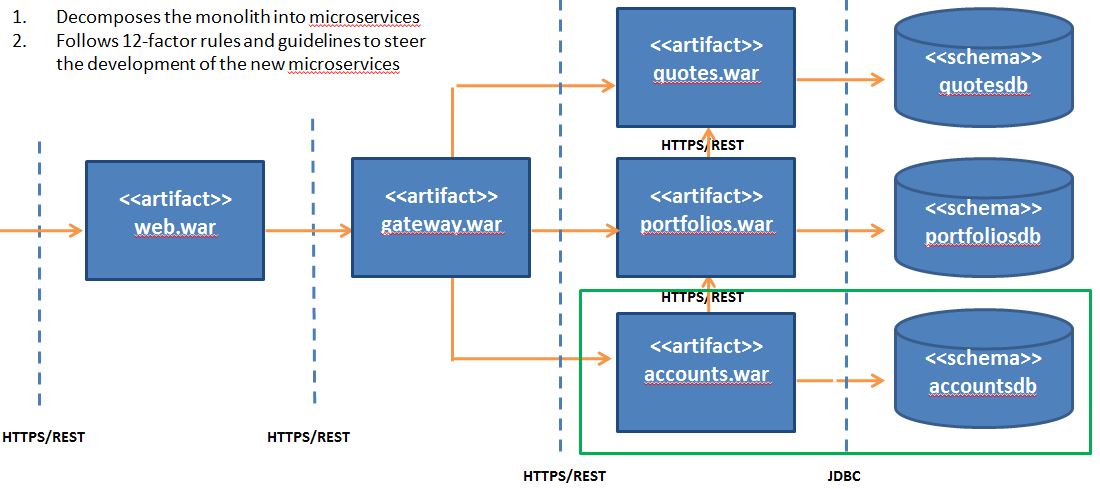 1. Decomposes the monolith into microservices
2. Follows 12-factor rules and guidelines to steer
the development of the new microservices
<<artifact>>
quotes.war
<<schema>>
quotesdb
HTTPS/REST
<<artifact>>
web.war
<<artifact>>
gateway.war
<<artifact>>
portfolios.war
<<schema>>
portfoliosdb
HTTPS/REST
<<artifact>>
accounts.war
<<schema>>
accountsdb
HTTPS/REST
HTTPS/REST
HTTPS/REST
JDBC